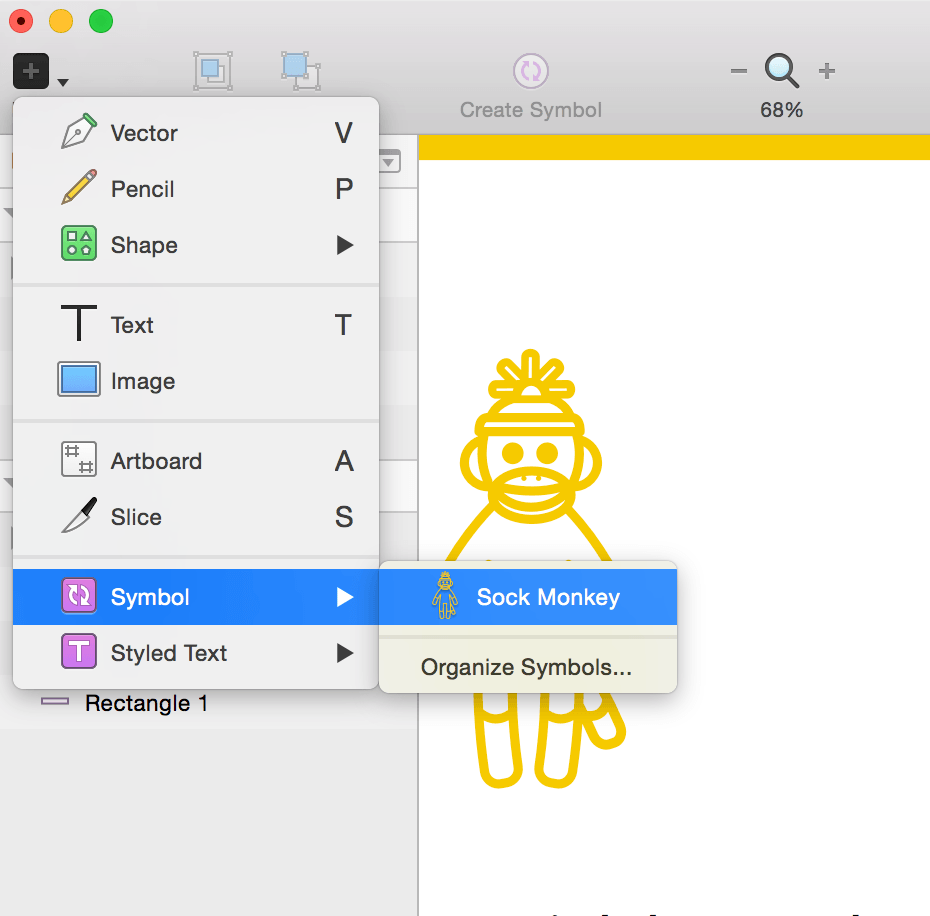 Create Symbol
68%
Vector V
Pencil P
Shape
Text T
Image
Artboard A
Slice S
Symbol
Sock Monkey
Styled Text
Organize Symbols...
Rectangle 1